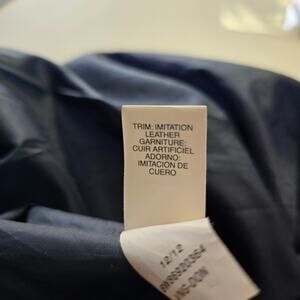 TRIM: IMITATION
LEATHER
GARNITURE:
CUIR ARTIFICIEL
ADORNO:
IMITACION DE
CUERO
12/12